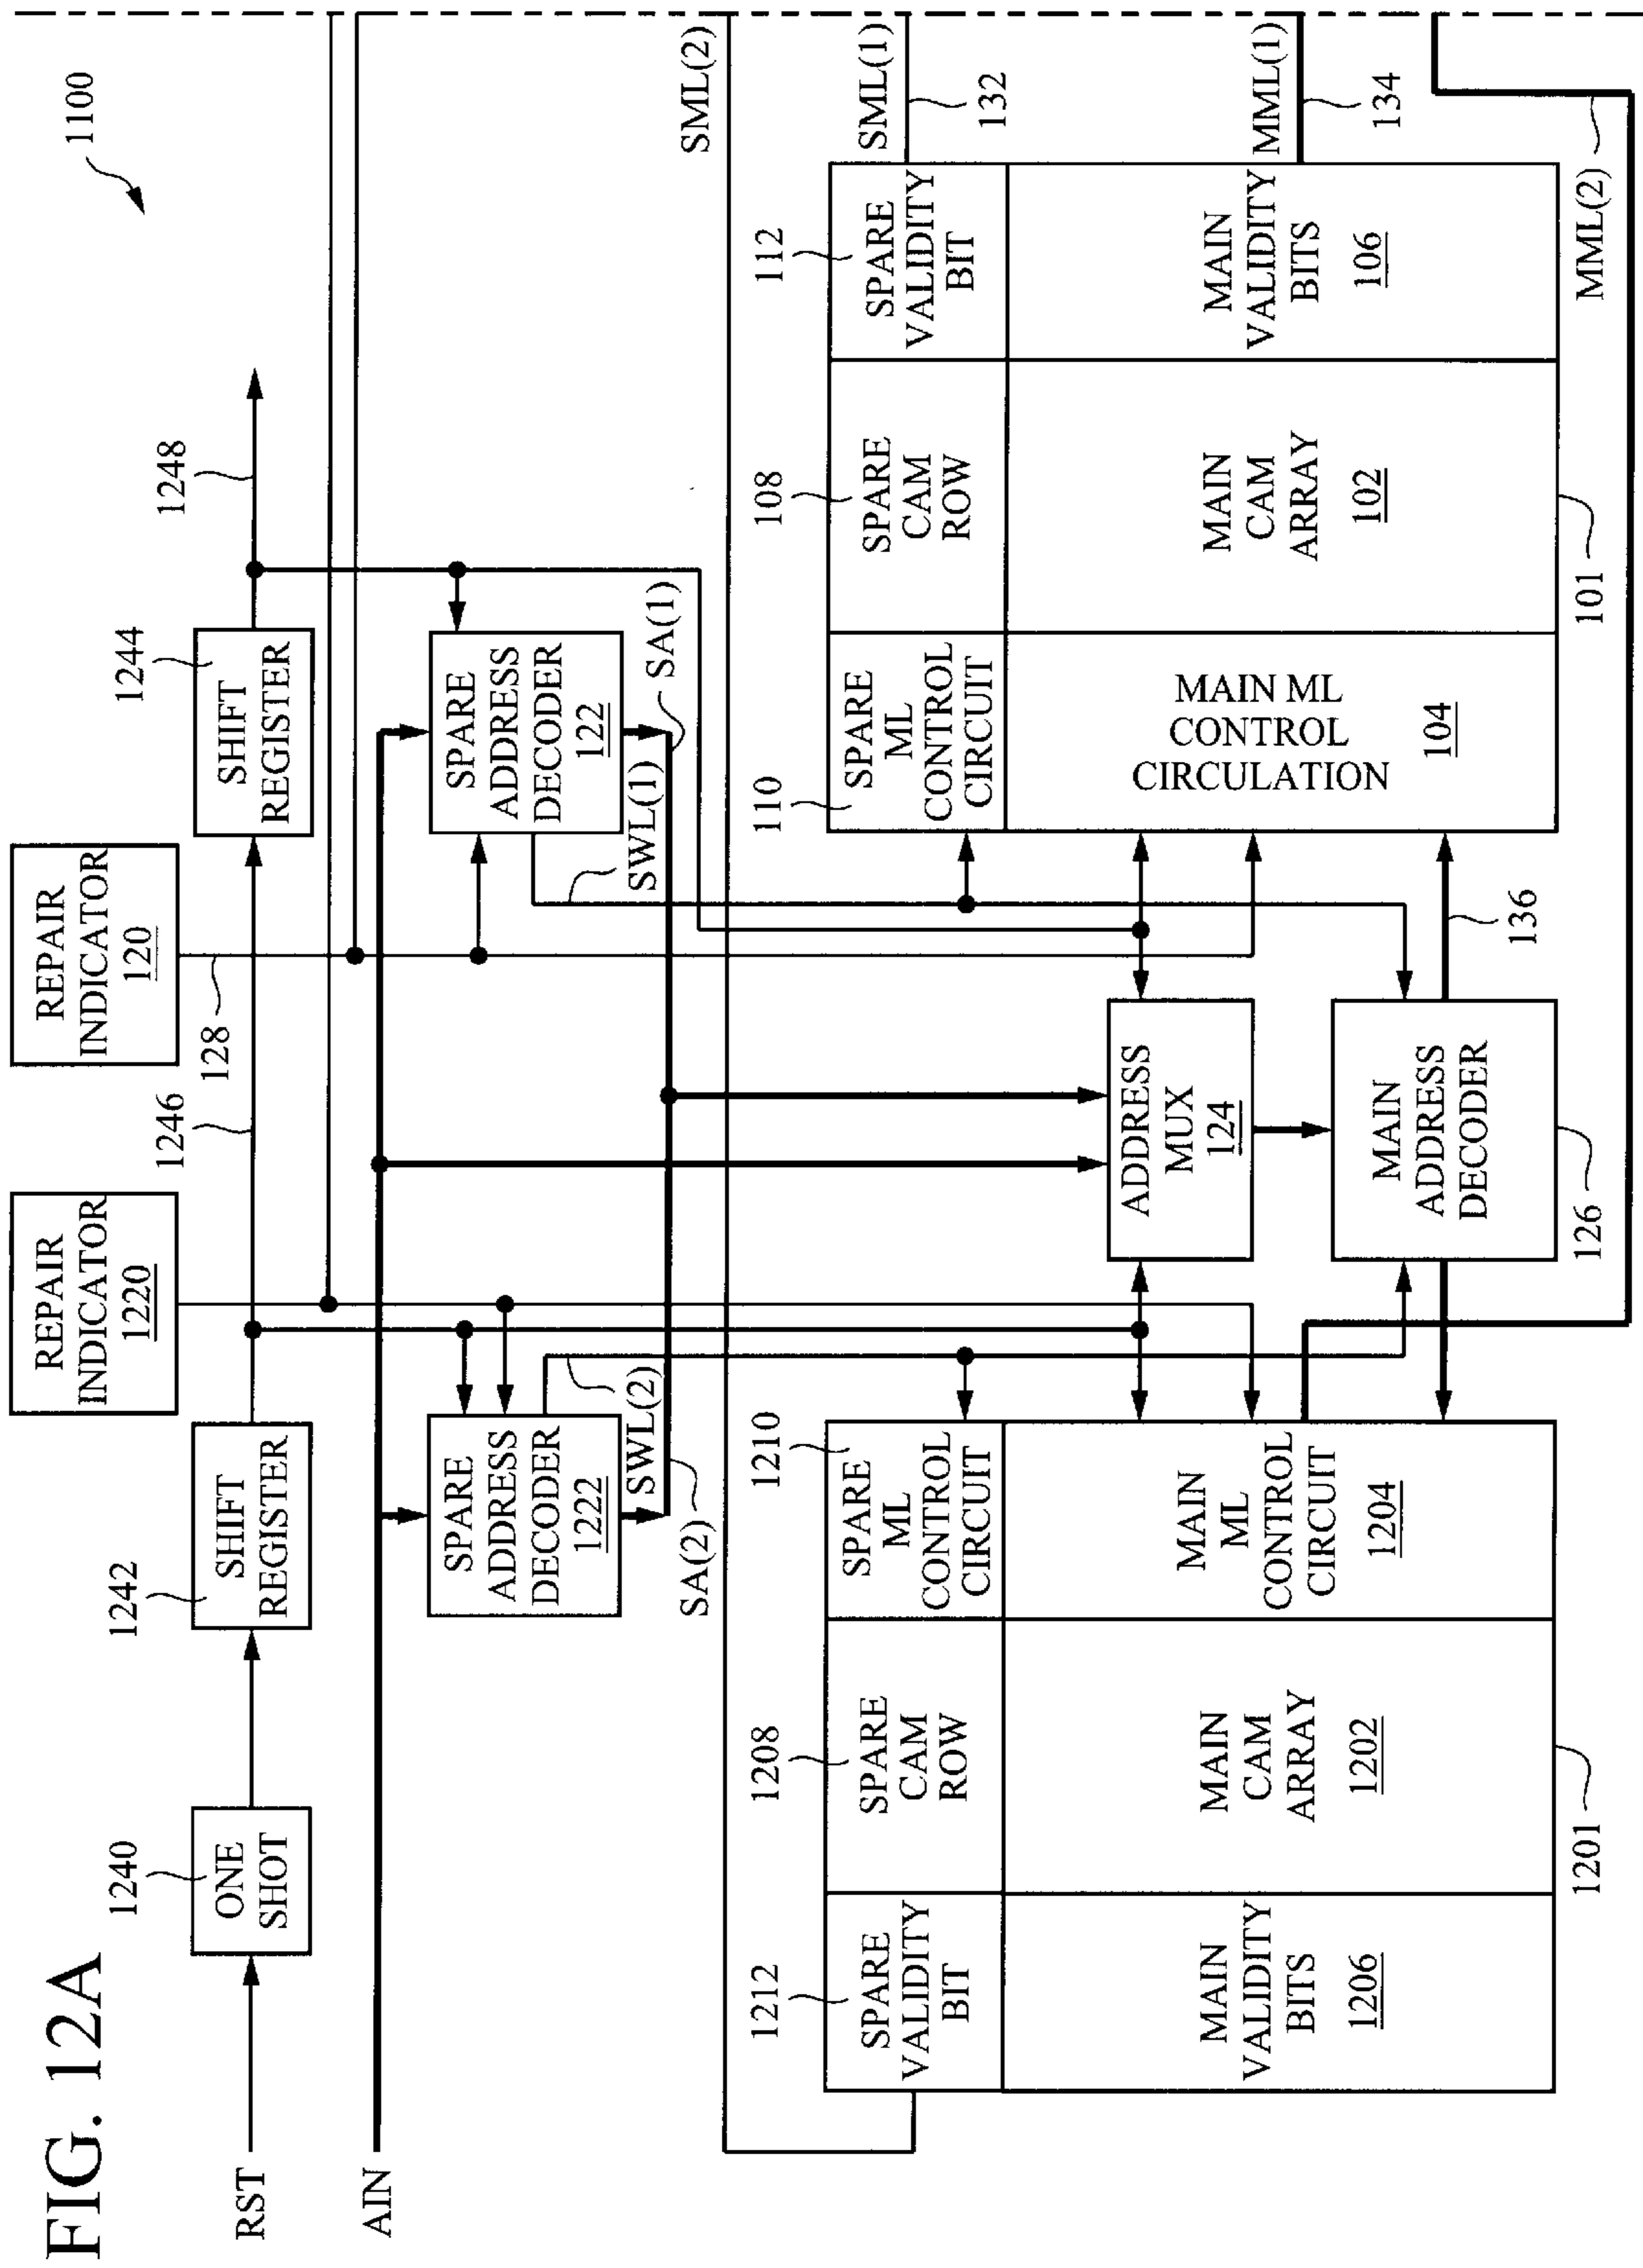 FIG. 12A
1100
RST
1240
ONE
SHOT
1242
SHIFT
REGISTER
REPAIR
INDICATOR
1220
1246
REPAIR
INDICATOR
120
128
1244
SHIFT
REGISTER
1248
AIN
SPARE
ADDRESS
DECODER
1222
SWL(2)
SA(2)
SPARE
ADDRESS
DECODER
122
SWL(1)
SA(1)
SML(2)
SML(1)
132
MML(1)
134
MML(2)
1212
SPARE
VALIDITY
BIT
1208
SPARE
CAM
ROW
1210
SPARE
ML
CONTROL
CIRCUIT
MAIN
VALIDITY
BITS
1206
MAIN
CAM
ARRAY
1202
MAIN
ML
CONTROL
CIRCUIT
1204
1201
ADDRESS
MUX
124
MAIN
ADDRESS
DECODER
126
136
110
SPARE
ML
CONTROL
CIRCUIT
108
SPARE
CAM
ROW
112
SPARE
VALIDITY
BIT
MAIN ML
CONTROL
CIRCULATION
104
MAIN
CAM
ARRAY
102
MAIN
VALIDITY
BITS
106
101